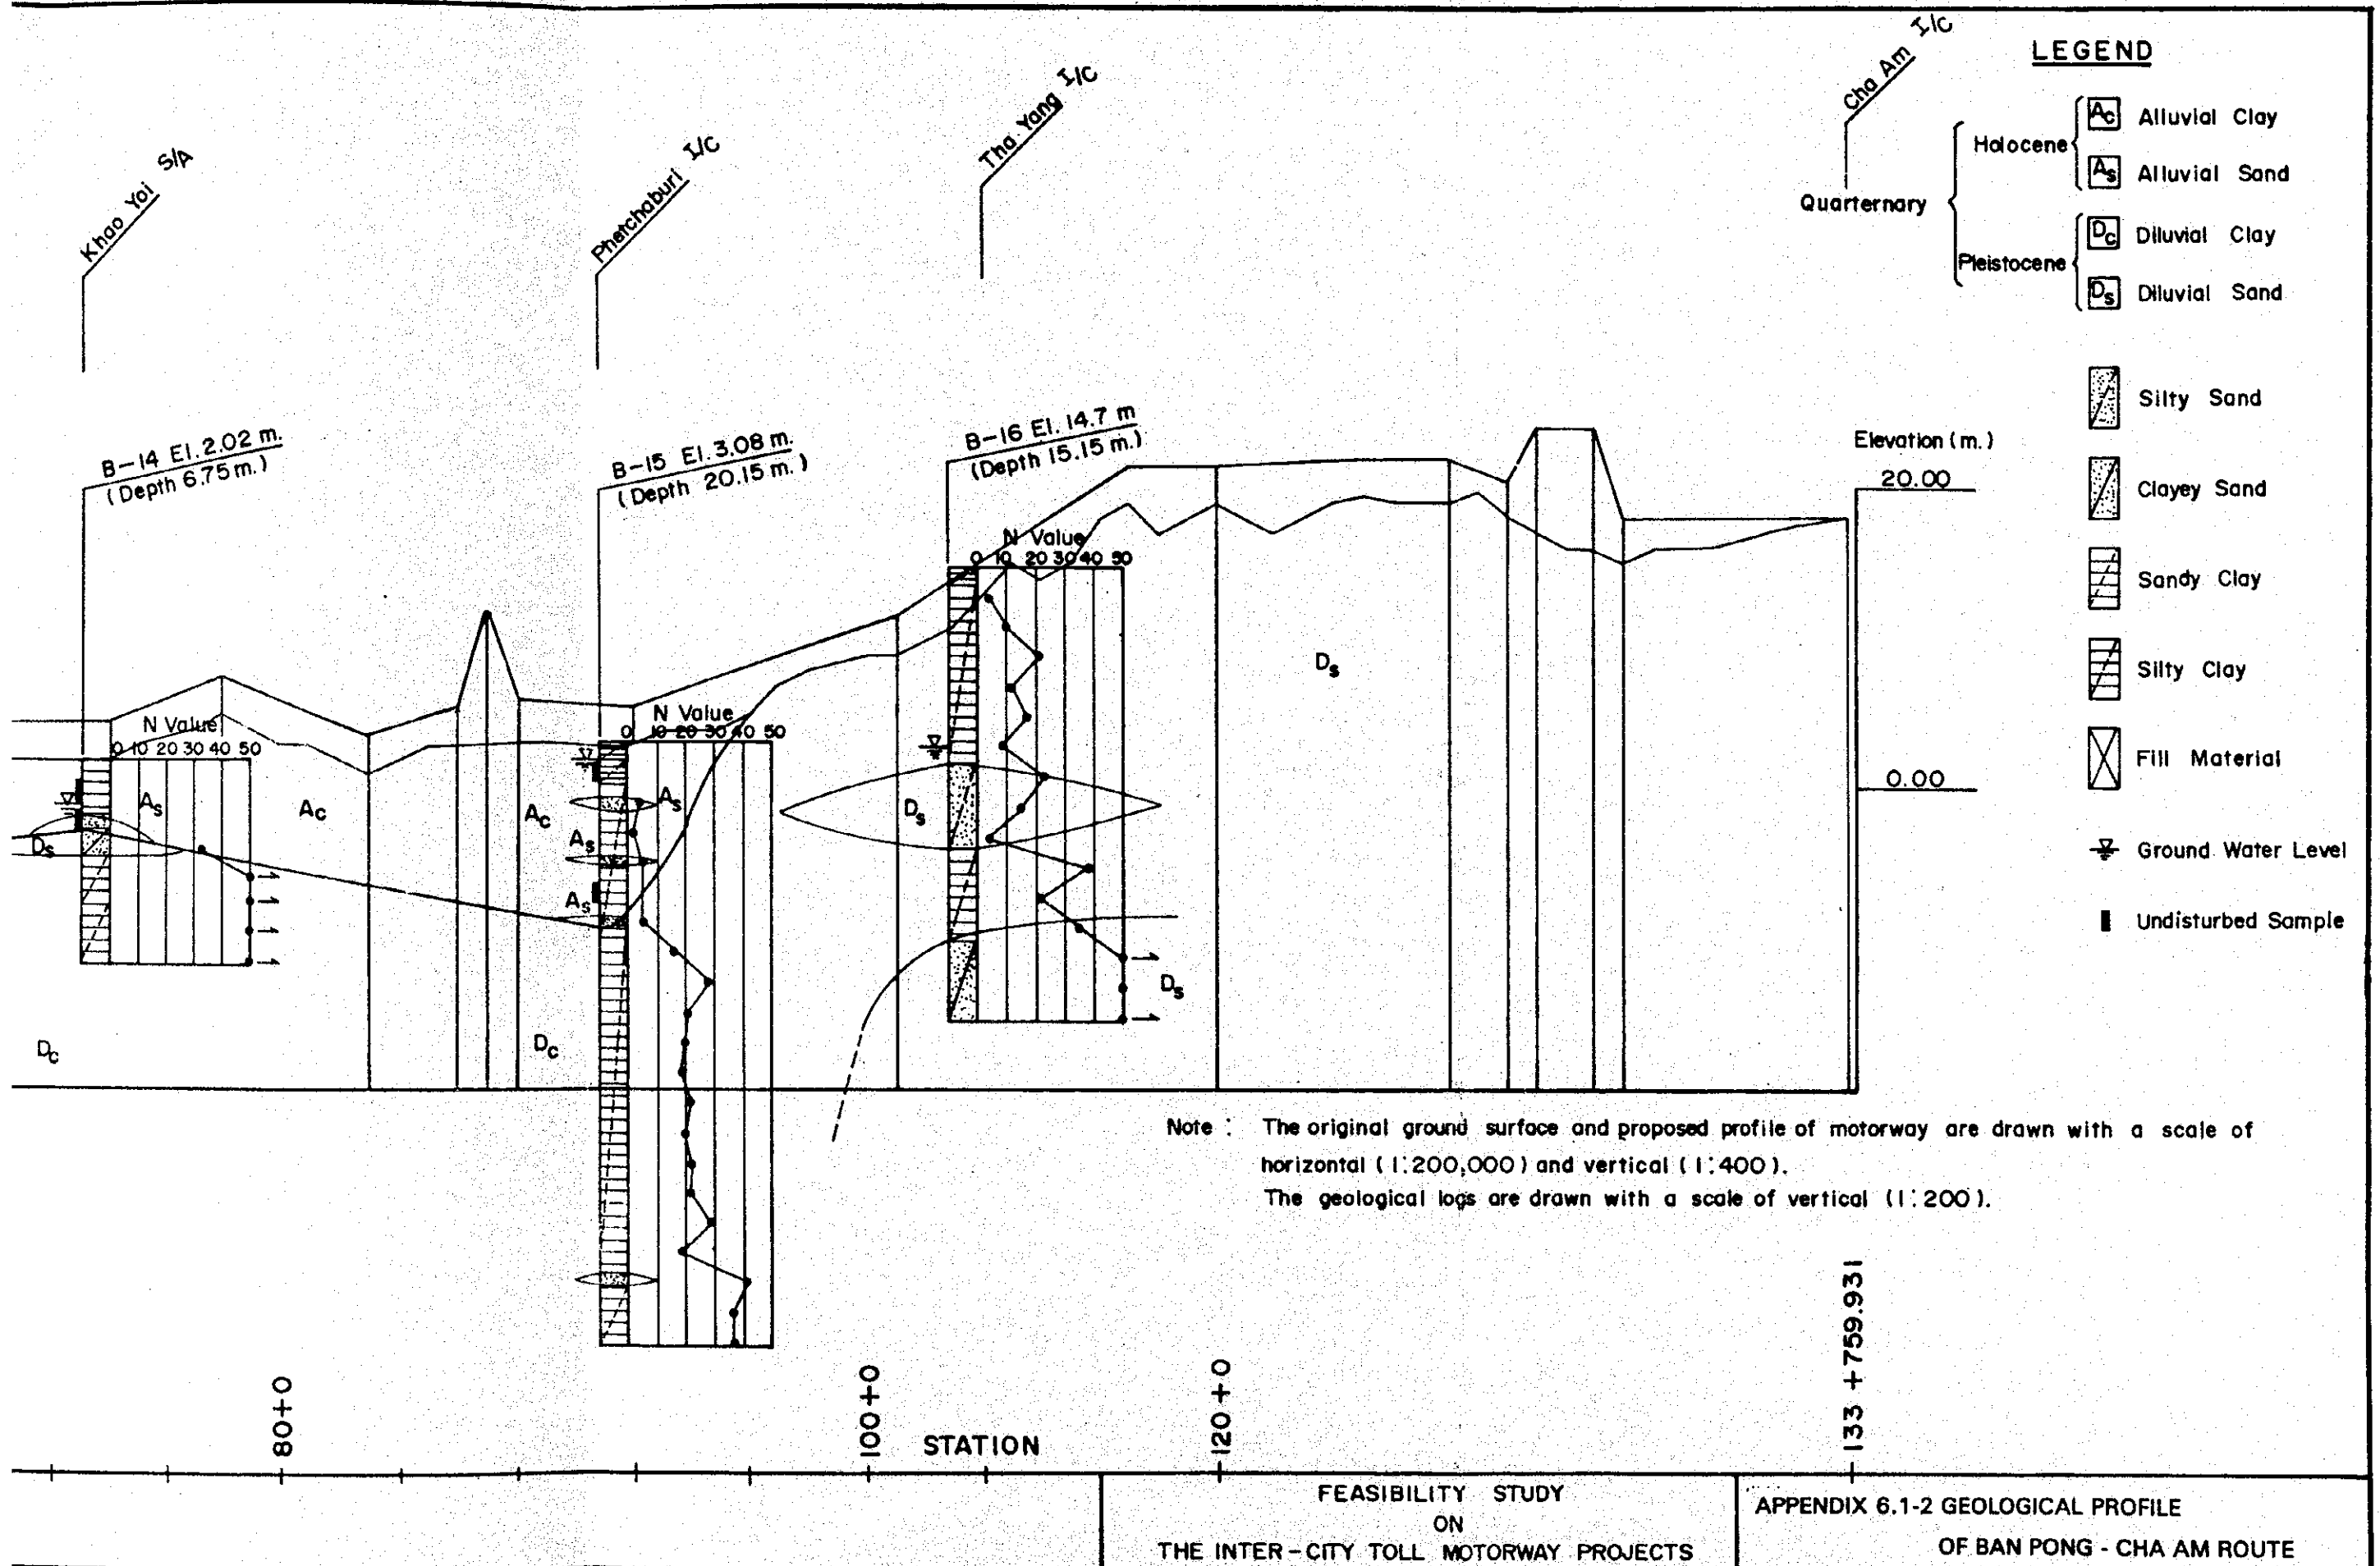 Khao Yoi S/A
Phetchaburi I/C
Tha Yang I/C
Cha Am I/C
LEGEND
Quarternary
Holocene
Ac Alluvial Clay
As Alluvial Sand
Pleistocene
Dc Diluvial Clay
Ds Diluvial Sand
Silty Sand
Clayey Sand
Sandy Clay
Silty Clay
Fill Material
Ground Water Level
Undisturbed Sample
B-14 El. 2.02 m.
(Depth 6.75 m.)
B-15 El. 3.08 m.
(Depth 20.15 m.)
B-16 El. 14.7 m
(Depth 15.15 m.)
Elevation (m.)
20.00
0.00
N Value
0 10 20 30 40 50
N Value
0 10 20 30 40 50
N Value
0 10 20 30 40 50
As
Ac
Ds
Dc
Ac
As
As
As
Dc
Ds
Ds
Ds
Note : The original ground surface and proposed profile of motorway are drawn with a scale of
horizontal (1:200,000) and vertical (1:400).
The geological logs are drawn with a scale of vertical (1:200).
80+0
100+0
120+0
133 +759.931
STATION
FEASIBILITY STUDY
ON
THE INTER-CITY TOLL MOTORWAY PROJECTS
APPENDIX 6.1-2 GEOLOGICAL PROFILE
OF BAN PONG - CHA AM ROUTE